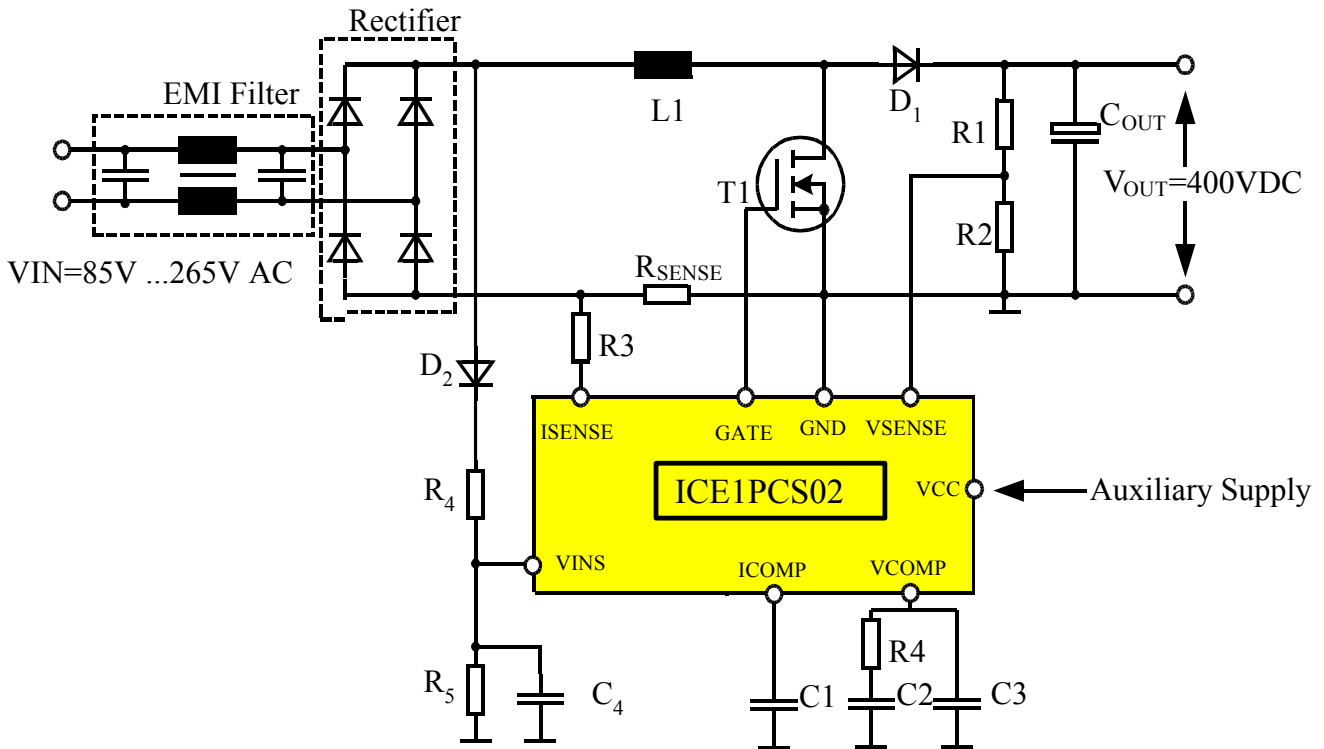 Rectifier
EMI Filter
L1
D1
R1
COUT
T1
VOUT=400VDC
R2
VIN=85V ...265V AC
RSENSE
R3
D2
ISENSE
GATE
GND
VSENSE
R4
ICE1PCS02
VCC
Auxiliary Supply
VINS
ICOMP
VCOMP
R4
R5
C4
C1
C2
C3